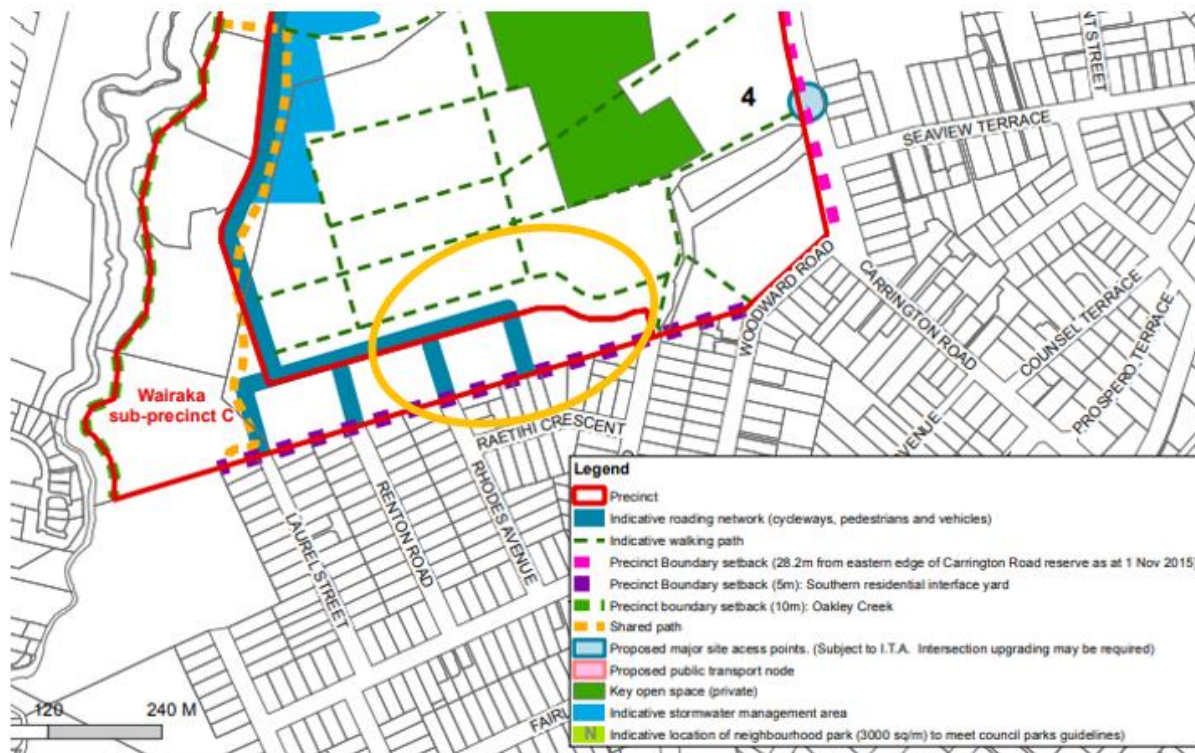 4
NT STREET
SEAVIEW TERRACE
CARRINGTON ROAD
WOODWARD ROAD
COUNSEL TERRACE
PROSPERO TERRACE
AVENUE
Wairaka
sub-precinct C
RAETIHI CRESCENT
RHODES AVENUE
RENTON ROAD
LAUREL STREET
120
240 M
Legend
Precinct
Indicative roading network (cycleways, pedestrians and vehicles)
Indicative walking path
Precinct Boundary setback (28.2m from eastern edge of Carrington Road reserve as at 1 Nov 2015)
Precinct Boundary setback (5m): Southern residential interface yard
Precinct boundary setback (10m): Oakley Creek
Shared path
Proposed major site acess points. (Subject to I.T.A. Intersection upgrading may be required)
Proposed public transport node
Key open space (private)
Indicative stormwater management area
N Indicative location of neighbourhood park (3000 sq/m) to meet council parks guidelines)